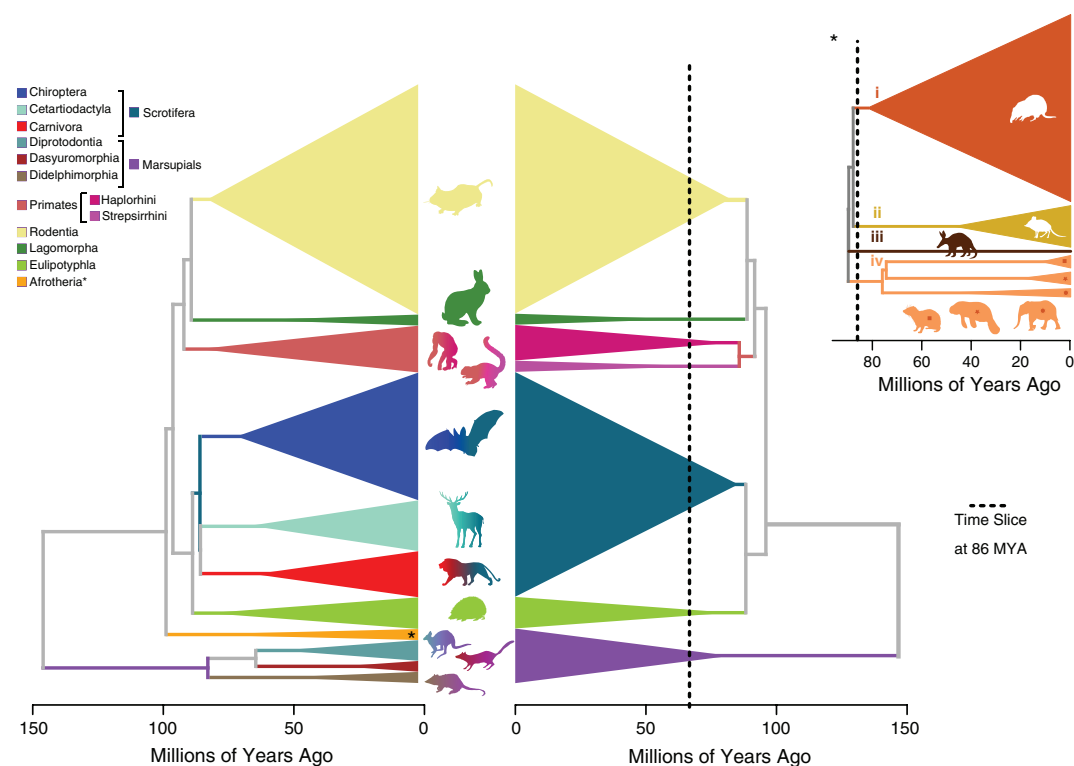 Chiroptera
Cetartiodactyla
Carnivora
Scrotifera
Diprotodontia
Dasyuromorphia
Didelphimorphia
Marsupials
Primates
Haplorhini
Strepsirrhini
Rodentia
Lagomorpha
Eulipotyphla
Afrotheria*
*
150 100 50 0
Millions of Years Ago
0 50 100 150
Millions of Years Ago
*
i
ii
iii
iv
80 60 40 20 0
Millions of Years Ago
Time Slice
at 86 MYA